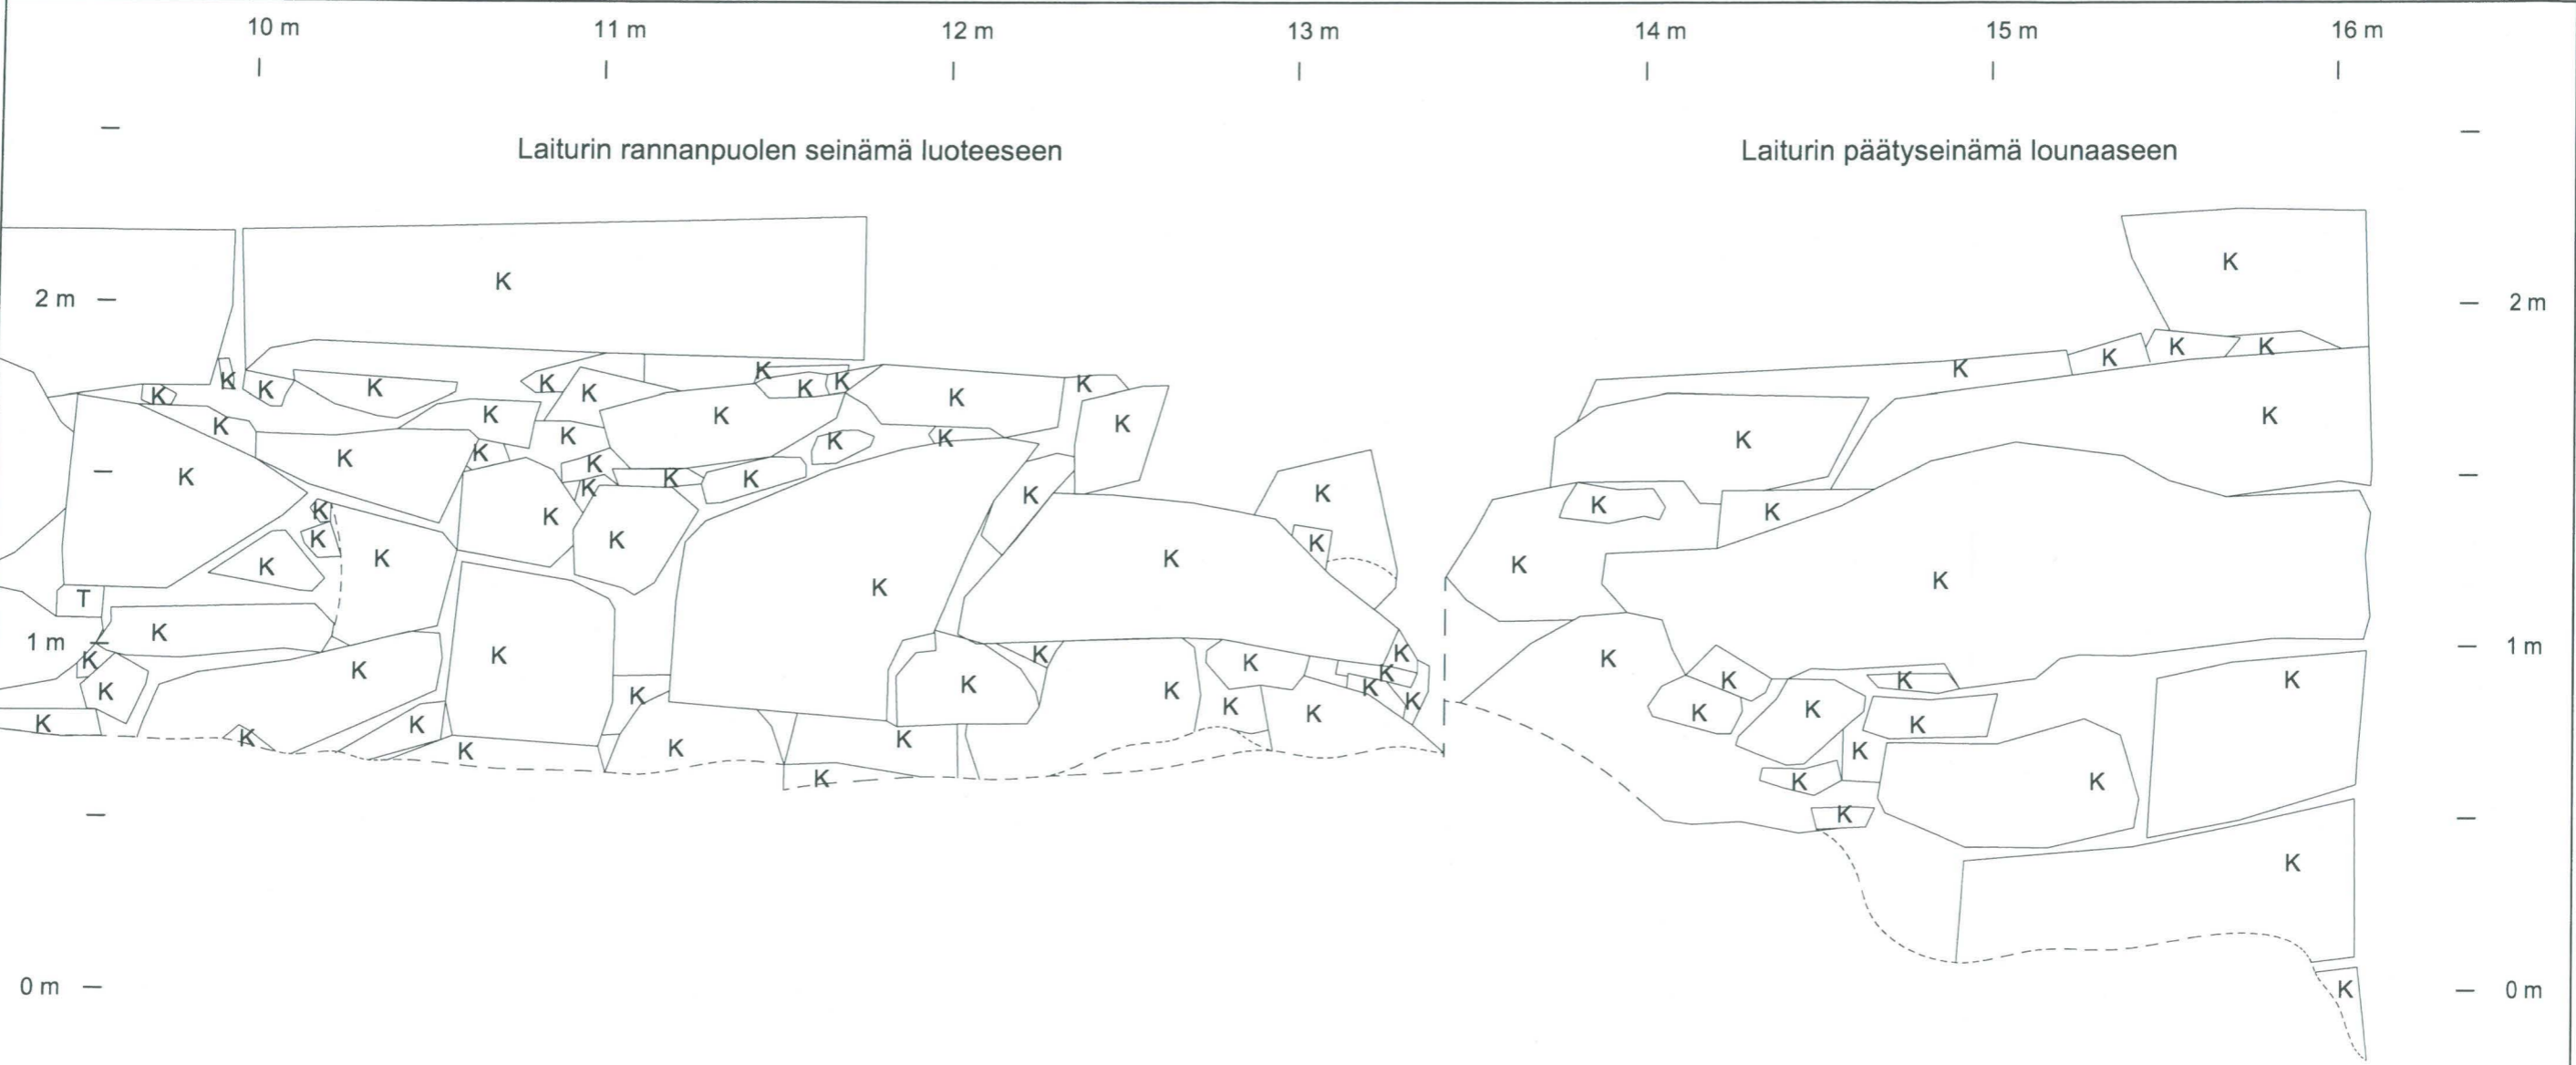 10 m 11 m 12 m 13 m 14 m 15 m 16 m
Laiturin rannanpuolen seinämä luoteeseen Laiturin päätyseinämä lounaaseen
K K
2 m 2 m
K K K K
K K K K K K K K K K K
K K K K K K K
K K K K K K K
K K K K K K K K K
K K K K K K K K
K K K K K K
K K K K K
T
K K K K K K
1 m 1 m
K K K K K K K K K
K K K K K K K K K K
K K K K K K K K
K K K K K K
K K K
K
K
0 m K 0 m